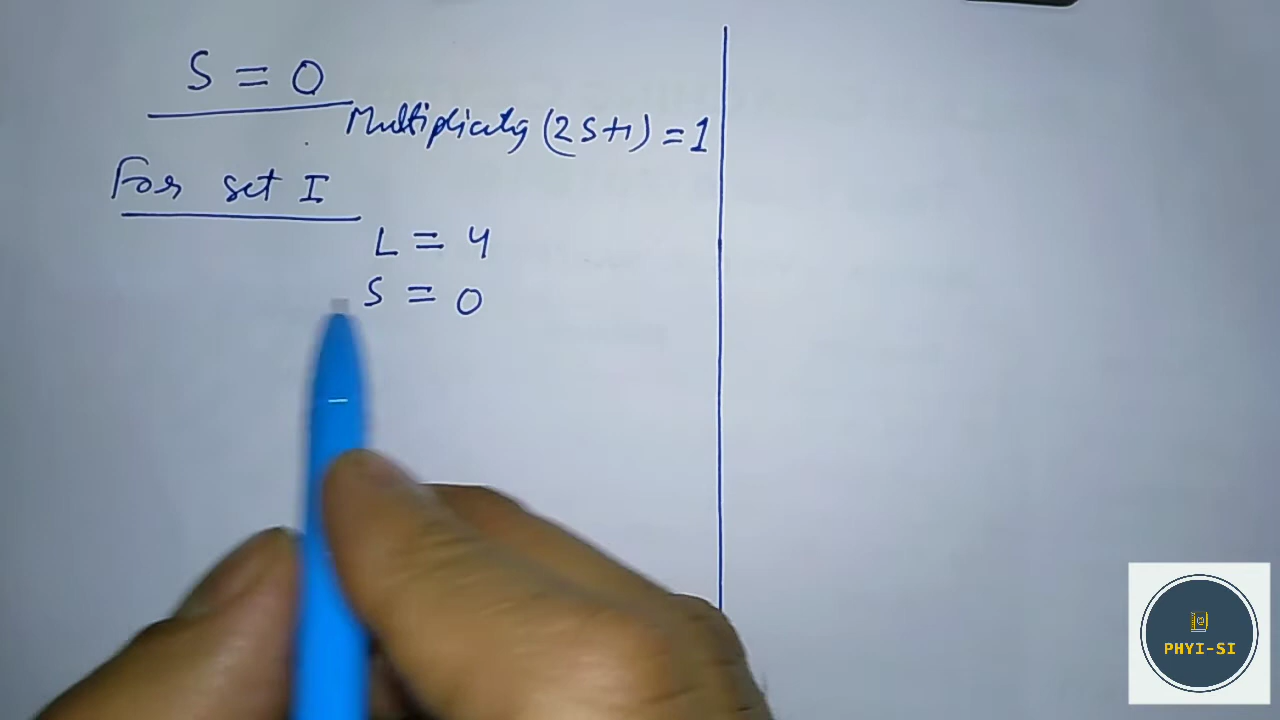 S = 0
Multiplicity (2S+1) = 1
For set I
L = 4
S = 0
PHYI-SI